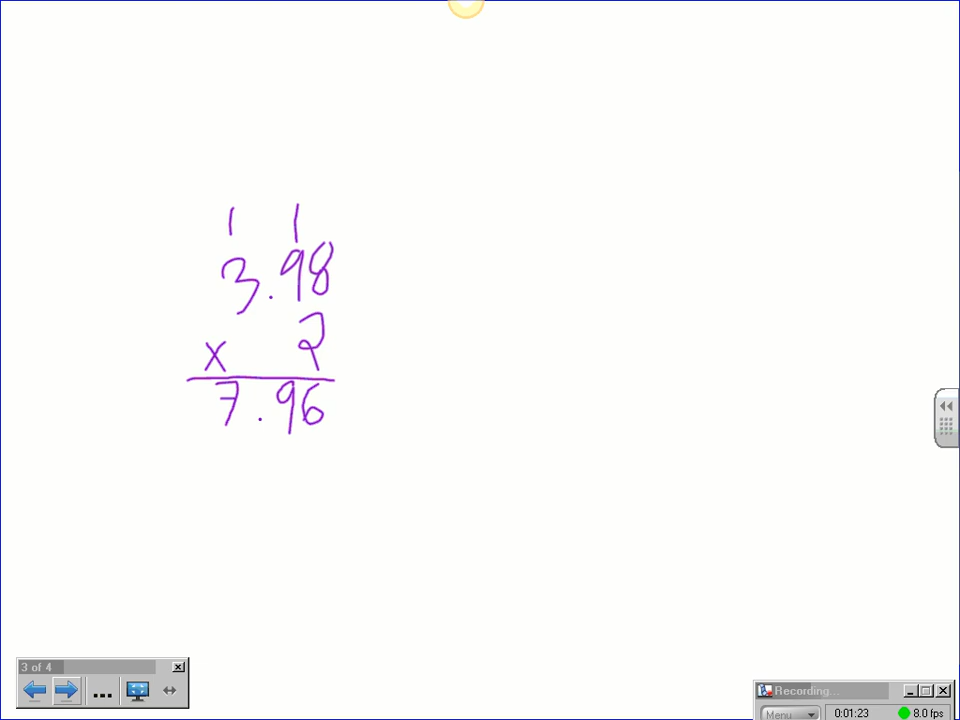 1 1
3.98
x 2
7.96
3 of 4
...
Recording...
Menu 0:01:23 8.0 fps